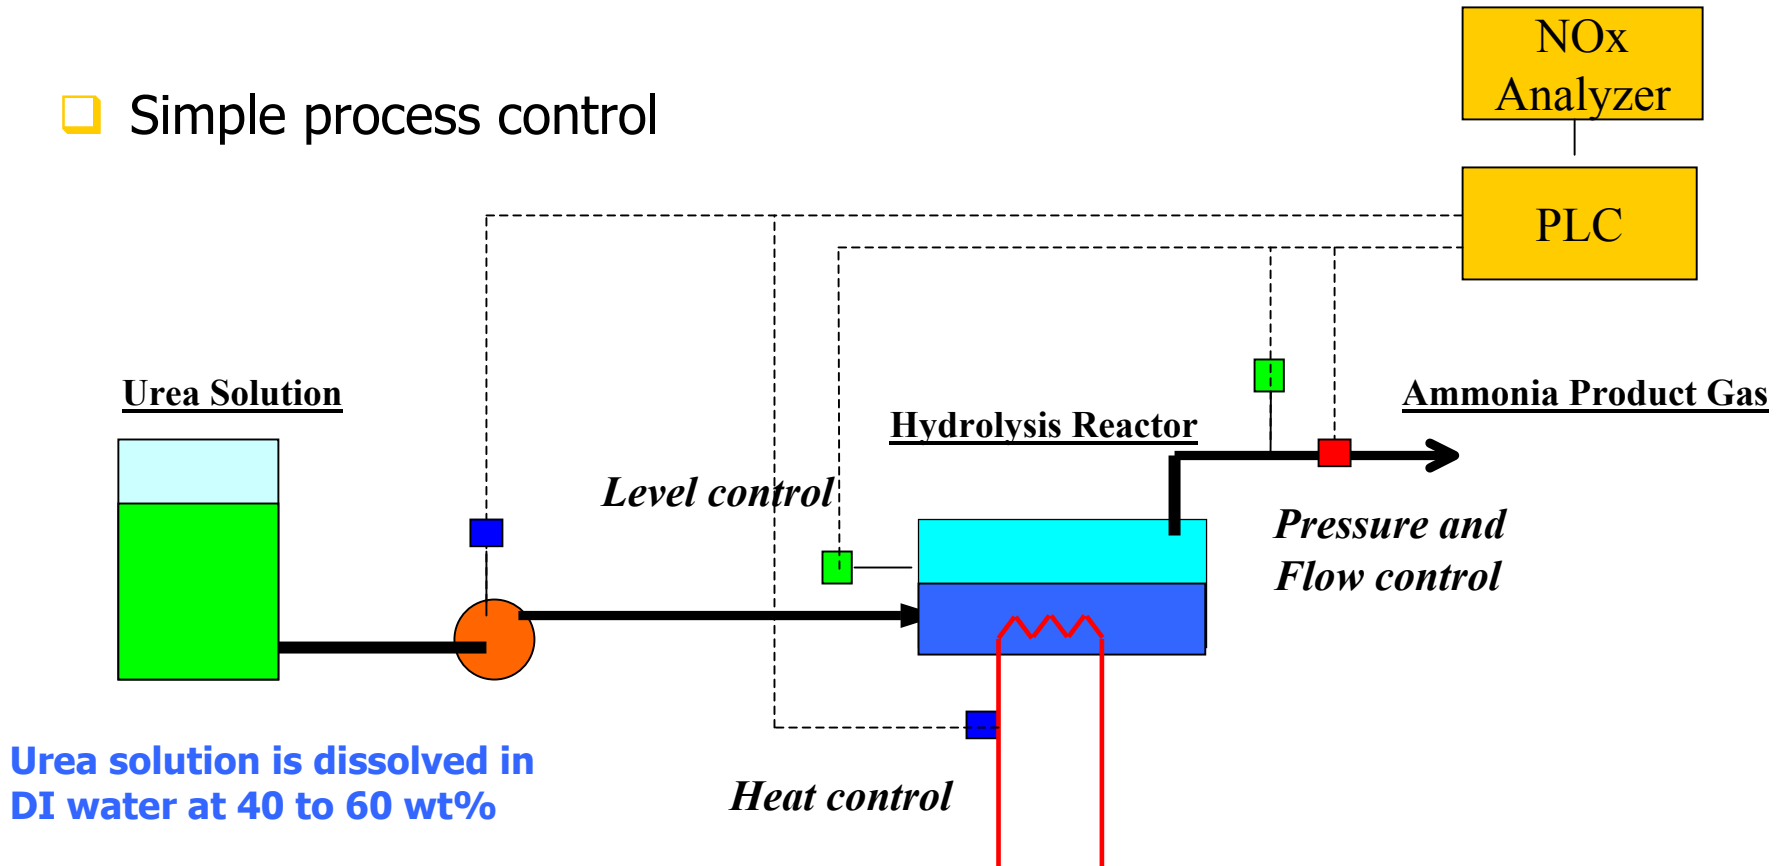 NOx
Analyzer
Simple process control
PLC
Urea Solution
Ammonia Product Gas
Hydrolysis Reactor
Level control
Pressure and
Flow control
Urea solution is dissolved in
DI water at 40 to 60 wt%
Heat control